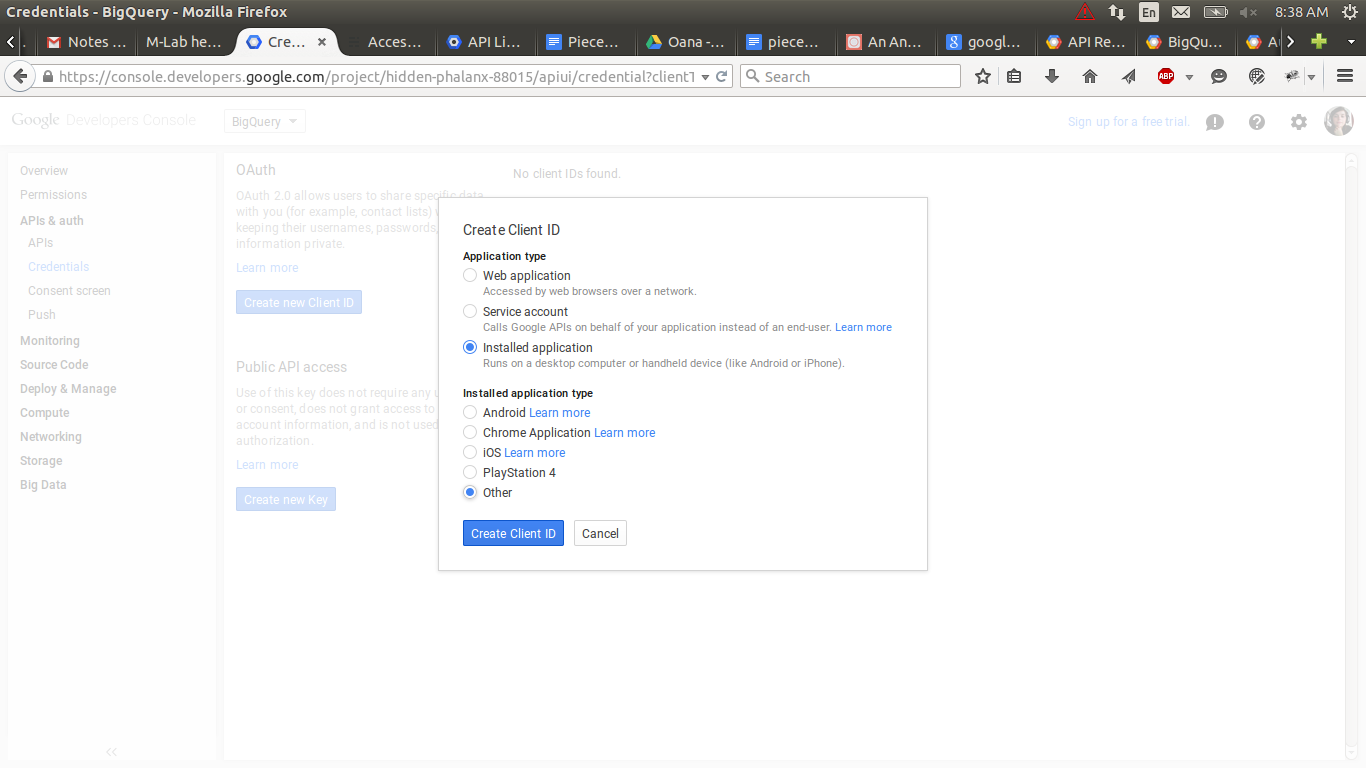 Credentials - BigQuery - Mozilla Firefox
En
8:38 AM
Notes ...
M-Lab he...
Cre...
Acces...
API Li...
Piece...
Oana -...
piece...
An An...
googl...
API Re...
BigQu...
https://console.developers.google.com/project/hidden-phalanx-88015/apiui/credential?clientT
Search
ABP
Google Developers Console
BigQuery
Sign up for a free trial.
Overview
Permissions
APIs & auth
APIs
Credentials
Consent screen
Push
Monitoring
Source Code
Deploy & Manage
Compute
Networking
Storage
Big Data
OAuth
OAuth 2.0 allows users to share specific data
with you (for example, contact lists)
keeping their usernames, passwords,
information private.
Learn more
Create new Client ID
Public API access
Use of this key does not require any
or consent, does not grant access to
account information, and is not used
authorization.
Learn more
Create new Key
No client IDs found.
Create Client ID
Application type
Web application
Accessed by web browsers over a network.
Service account
Calls Google APIs on behalf of your application instead of an end-user. Learn more
Installed application
Runs on a desktop computer or handheld device (like Android or iPhone).
Installed application type
Android Learn more
Chrome Application Learn more
iOS Learn more
PlayStation 4
Other
Create Client ID
Cancel